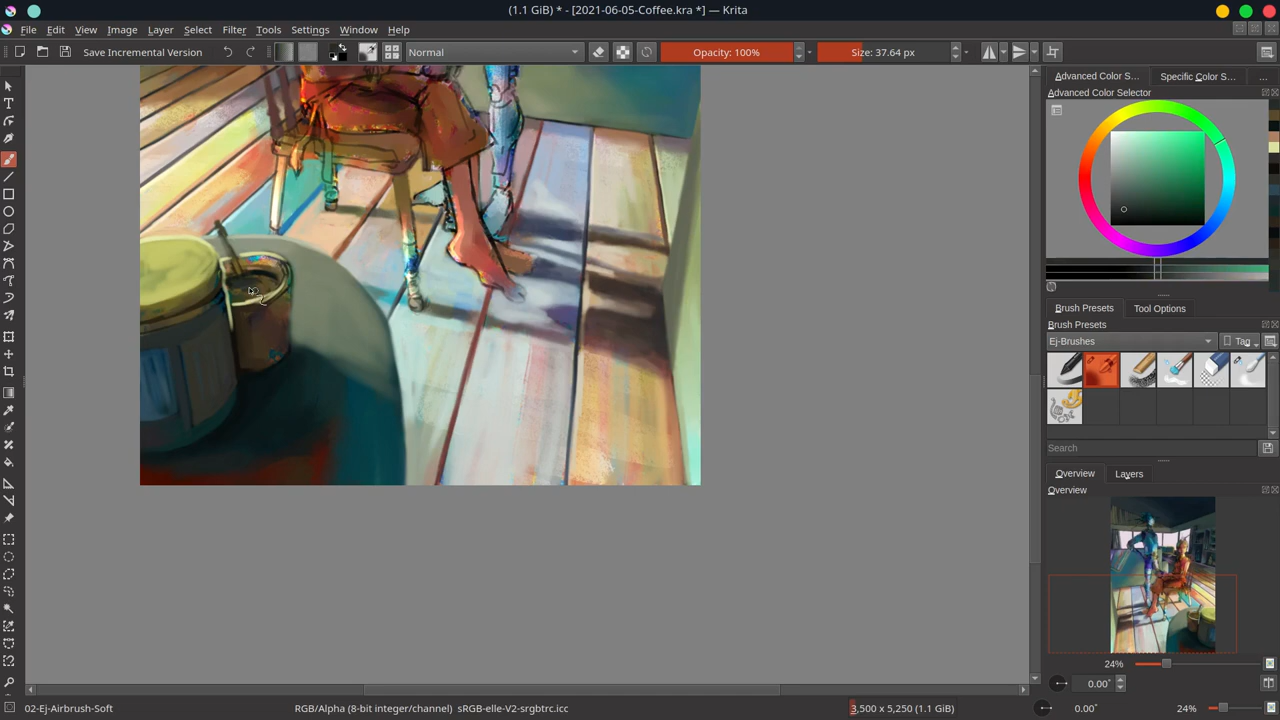 (1.1 GiB) * - [2021-06-05-Coffee.kra *] — Krita
File Edit View Image Layer Select Filter Tools Settings Window Help
Save Incremental Version Normal Opacity: 100% Size: 37.64 px
Advanced Color S... Specific Color S... ...
Advanced Color Selector
Brush Presets Tool Options
Brush Presets
Ej-Brushes Tag
Search
Overview Layers
Overview
24%
0.00°
02-Ej-Airbrush-Soft RGB/Alpha (8-bit integer/channel) sRGB-elle-V2-srgbtrc.icc 3,500 x 5,250 (1.1 GiB) 0.00° 24%